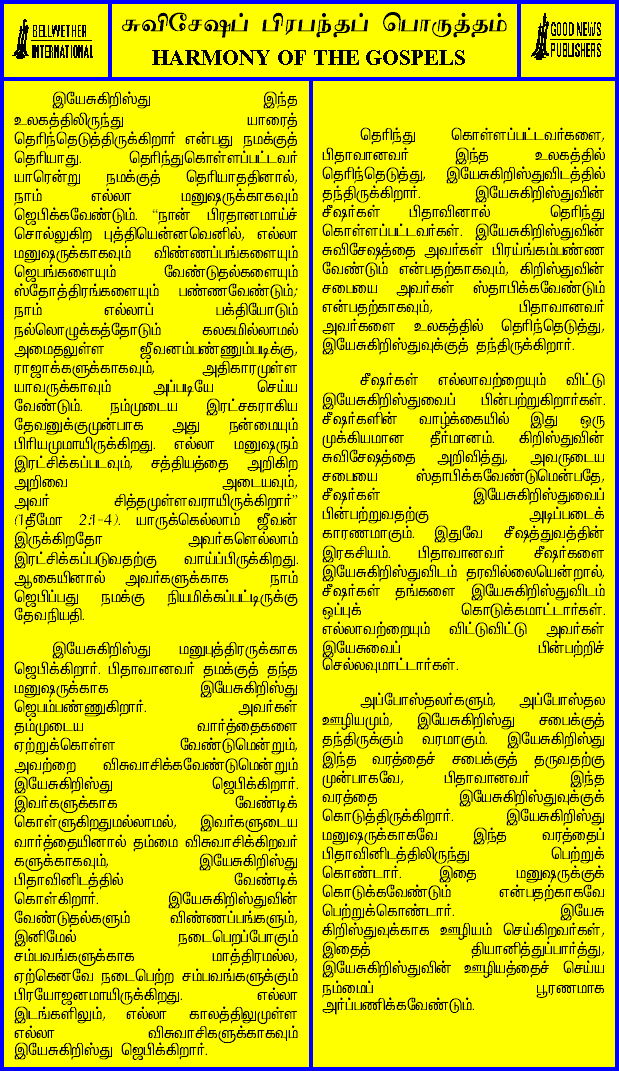 BELLWETHER
INTERNATIONAL
சுவிசேஷப் பிரபந்தப் பொருத்தம்
HARMONY OF THE GOSPELS
GOOD NEWS
PUBLISHERS
இயேசுகிறிஸ்து இந்த
உலகத்திலிருந்து யாரைத்
தெரிந்தெடுத்திருக்கிறார் என்பது நமக்குத்
தெரியாது. தெரிந்துகொள்ளப்பட்டவர்
யாரென்று நமக்குத் தெரியாததினால்,
நாம் எல்லா மனுஷருக்காகவும்
ஜெபிக்கவேண்டும். “நான் பிரதானமாய்ச்
சொல்லுகிற புத்தியென்னவெனில், எல்லா
மனுஷருக்காகவும் விண்ணப்பங்களையும்
ஜெபங்களையும் வேண்டுதல்களையும்
ஸ்தோத்திரங்களையும் பண்ணவேண்டும்;
நாம் எல்லாப் பக்தியோடும்
நல்லொழுக்கத்தோடும் கலகமில்லாமல்
அமைதலுள்ள ஜீவனம்பண்ணும்படிக்கு,
ராஜாக்களுக்காகவும், அதிகாரமுள்ள
யாவருக்காவும் அப்படியே செய்ய
வேண்டும். நம்முடைய இரட்சகராகிய
தேவனுக்குமுன்பாக அது நன்மையும்
பிரியமுமாயிருக்கிறது. எல்லா மனுஷரும்
இரட்சிக்கப்படவும், சத்தியத்தை அறிகிற
அறிவை அடையவும்,
அவர் சித்தமுள்ளவராயிருக்கிறார்”
(1தீமோ 2:1-4). யாருக்கெல்லாம் ஜீவன்
இருக்கிறதோ அவர்களெல்லாம்
இரட்சிக்கப்படுவதற்கு வாய்ப்பிருக்கிறது.
ஆகையினால் அவர்களுக்காக நாம்
ஜெபிப்பது நமக்கு நியமிக்கப்பட்டிருக்கு
தேவநியதி.
இயேசுகிறிஸ்து மனுபுத்திரருக்காக
ஜெபிக்கிறார். பிதாவானவர் தமக்குத் தந்த
மனுஷருக்காக இயேசுகிறிஸ்து
ஜெபம்பண்ணுகிறார். அவர்கள்
தம்முடைய வார்த்தைகளை
ஏற்றுக்கொள்ள வேண்டுமென்றும்,
அவற்றை விசுவாசிக்கவேண்டுமென்றும்
இயேசுகிறிஸ்து ஜெபிக்கிறார்.
இவர்களுக்காக வேண்டிக்
கொள்ளுகிறதுமல்லாமல், இவர்களுடைய
வார்த்தையினால் தம்மை விசுவாசிக்கிறவர்
களுக்காகவும், இயேசுகிறிஸ்து
பிதாவினிடத்தில் வேண்டிக்
கொள்கிறார். இயேசுகிறிஸ்துவின்
வேண்டுதல்களும் விண்ணப்பங்களும்,
இனிமேல் நடைபெறப்போகும்
சம்பவங்களுக்காக மாத்திரமல்ல,
ஏற்கெனவே நடைபெற்ற சம்பவங்களுக்கும்
பிரயோஜனமாயிருக்கிறது. எல்லா
இடங்களிலும், எல்லா காலத்திலுமுள்ள
எல்லா விசுவாசிகளுக்காகவும்
இயேசுகிறிஸ்து ஜெபிக்கிறார்.
தெரிந்து கொள்ளப்பட்டவர்களை,
பிதாவானவர் இந்த உலகத்தில்
தெரிந்தெடுத்து, இயேசுகிறிஸ்துவிடத்தில்
தந்திருக்கிறார். இயேசுகிறிஸ்துவின்
சீஷர்கள் பிதாவினால் தெரிந்து
கொள்ளப்பட்டவர்கள். இயேசுகிறிஸ்துவின்
சுவிசேஷத்தை அவர்கள் பிரய்ங்கம்பண்ண
வேண்டும் என்பதற்காகவும், கிறிஸ்துவின்
சபையை அவர்கள் ஸ்தாபிக்கவேண்டும்
என்பதற்காகவும், பிதாவானவர்
அவர்களை உலகத்தில் தெரிந்தெடுத்து,
இயேசுகிறிஸ்துவுக்குத் தந்திருக்கிறார்.
சீஷர்கள் எல்லாவற்றையும் விட்டு
இயேசுகிறிஸ்துவைப் பின்பற்றுகிறார்கள்.
சீஷர்களின் வாழ்க்கையில் இது ஒரு
முக்கியமான தீர்மானம். கிறிஸ்துவின்
சுவிசேஷத்தை அறிவித்து, அவருடைய
சபையை ஸ்தாபிக்கவேண்டுமென்பதே,
சீஷர்கள் இயேசுகிறிஸ்துவைப்
பின்பற்றுவதற்கு அடிப்படைக்
காரணமாகும். இதுவே சீஷத்துவத்தின்
இரகசியம். பிதாவானவர் சீஷர்களை
இயேசுகிறிஸ்துவிடம் தரவில்லையென்றால்,
சீஷர்கள் தங்களை இயேசுகிறிஸ்துவிடம்
ஒப்புக் கொடுக்கமாட்டார்கள்.
எல்லாவற்றையும் விட்டுவிட்டு அவர்கள்
இயேசுவைப் பின்பற்றிச்
செல்லவுமாட்டார்கள்.
அப்போஸ்தலர்களும், அப்போஸ்தல
ஊழியமும், இயேசுகிறிஸ்து சபைக்குத்
தந்திருக்கும் வரமாகும். இயேசுகிறிஸ்து
இந்த வரத்தைச் சபைக்குத் தருவதற்கு
முன்பாகவே, பிதாவானவர் இந்த
வரத்தை இயேசுகிறிஸ்துவுக்குக்
கொடுத்திருக்கிறார். இயேசுகிறிஸ்து
மனுஷருக்காகவே இந்த வரத்தைப்
பிதாவினிடத்திலிருந்து பெற்றுக்
கொண்டார். இதை மனுஷருக்குக்
கொடுக்கவேண்டும் என்பதற்காகவே
பெற்றுக்கொண்டார். இயேசு
கிறிஸ்துவுக்காக ஊழியம் செய்கிறவர்கள்,
இதைத் தியானித்துப்பார்த்து,
இயேசுகிறிஸ்துவின் ஊழியத்தைச் செய்ய
நம்மைப் பூரணமாக
அர்ப்பணிக்கவேண்டும்.